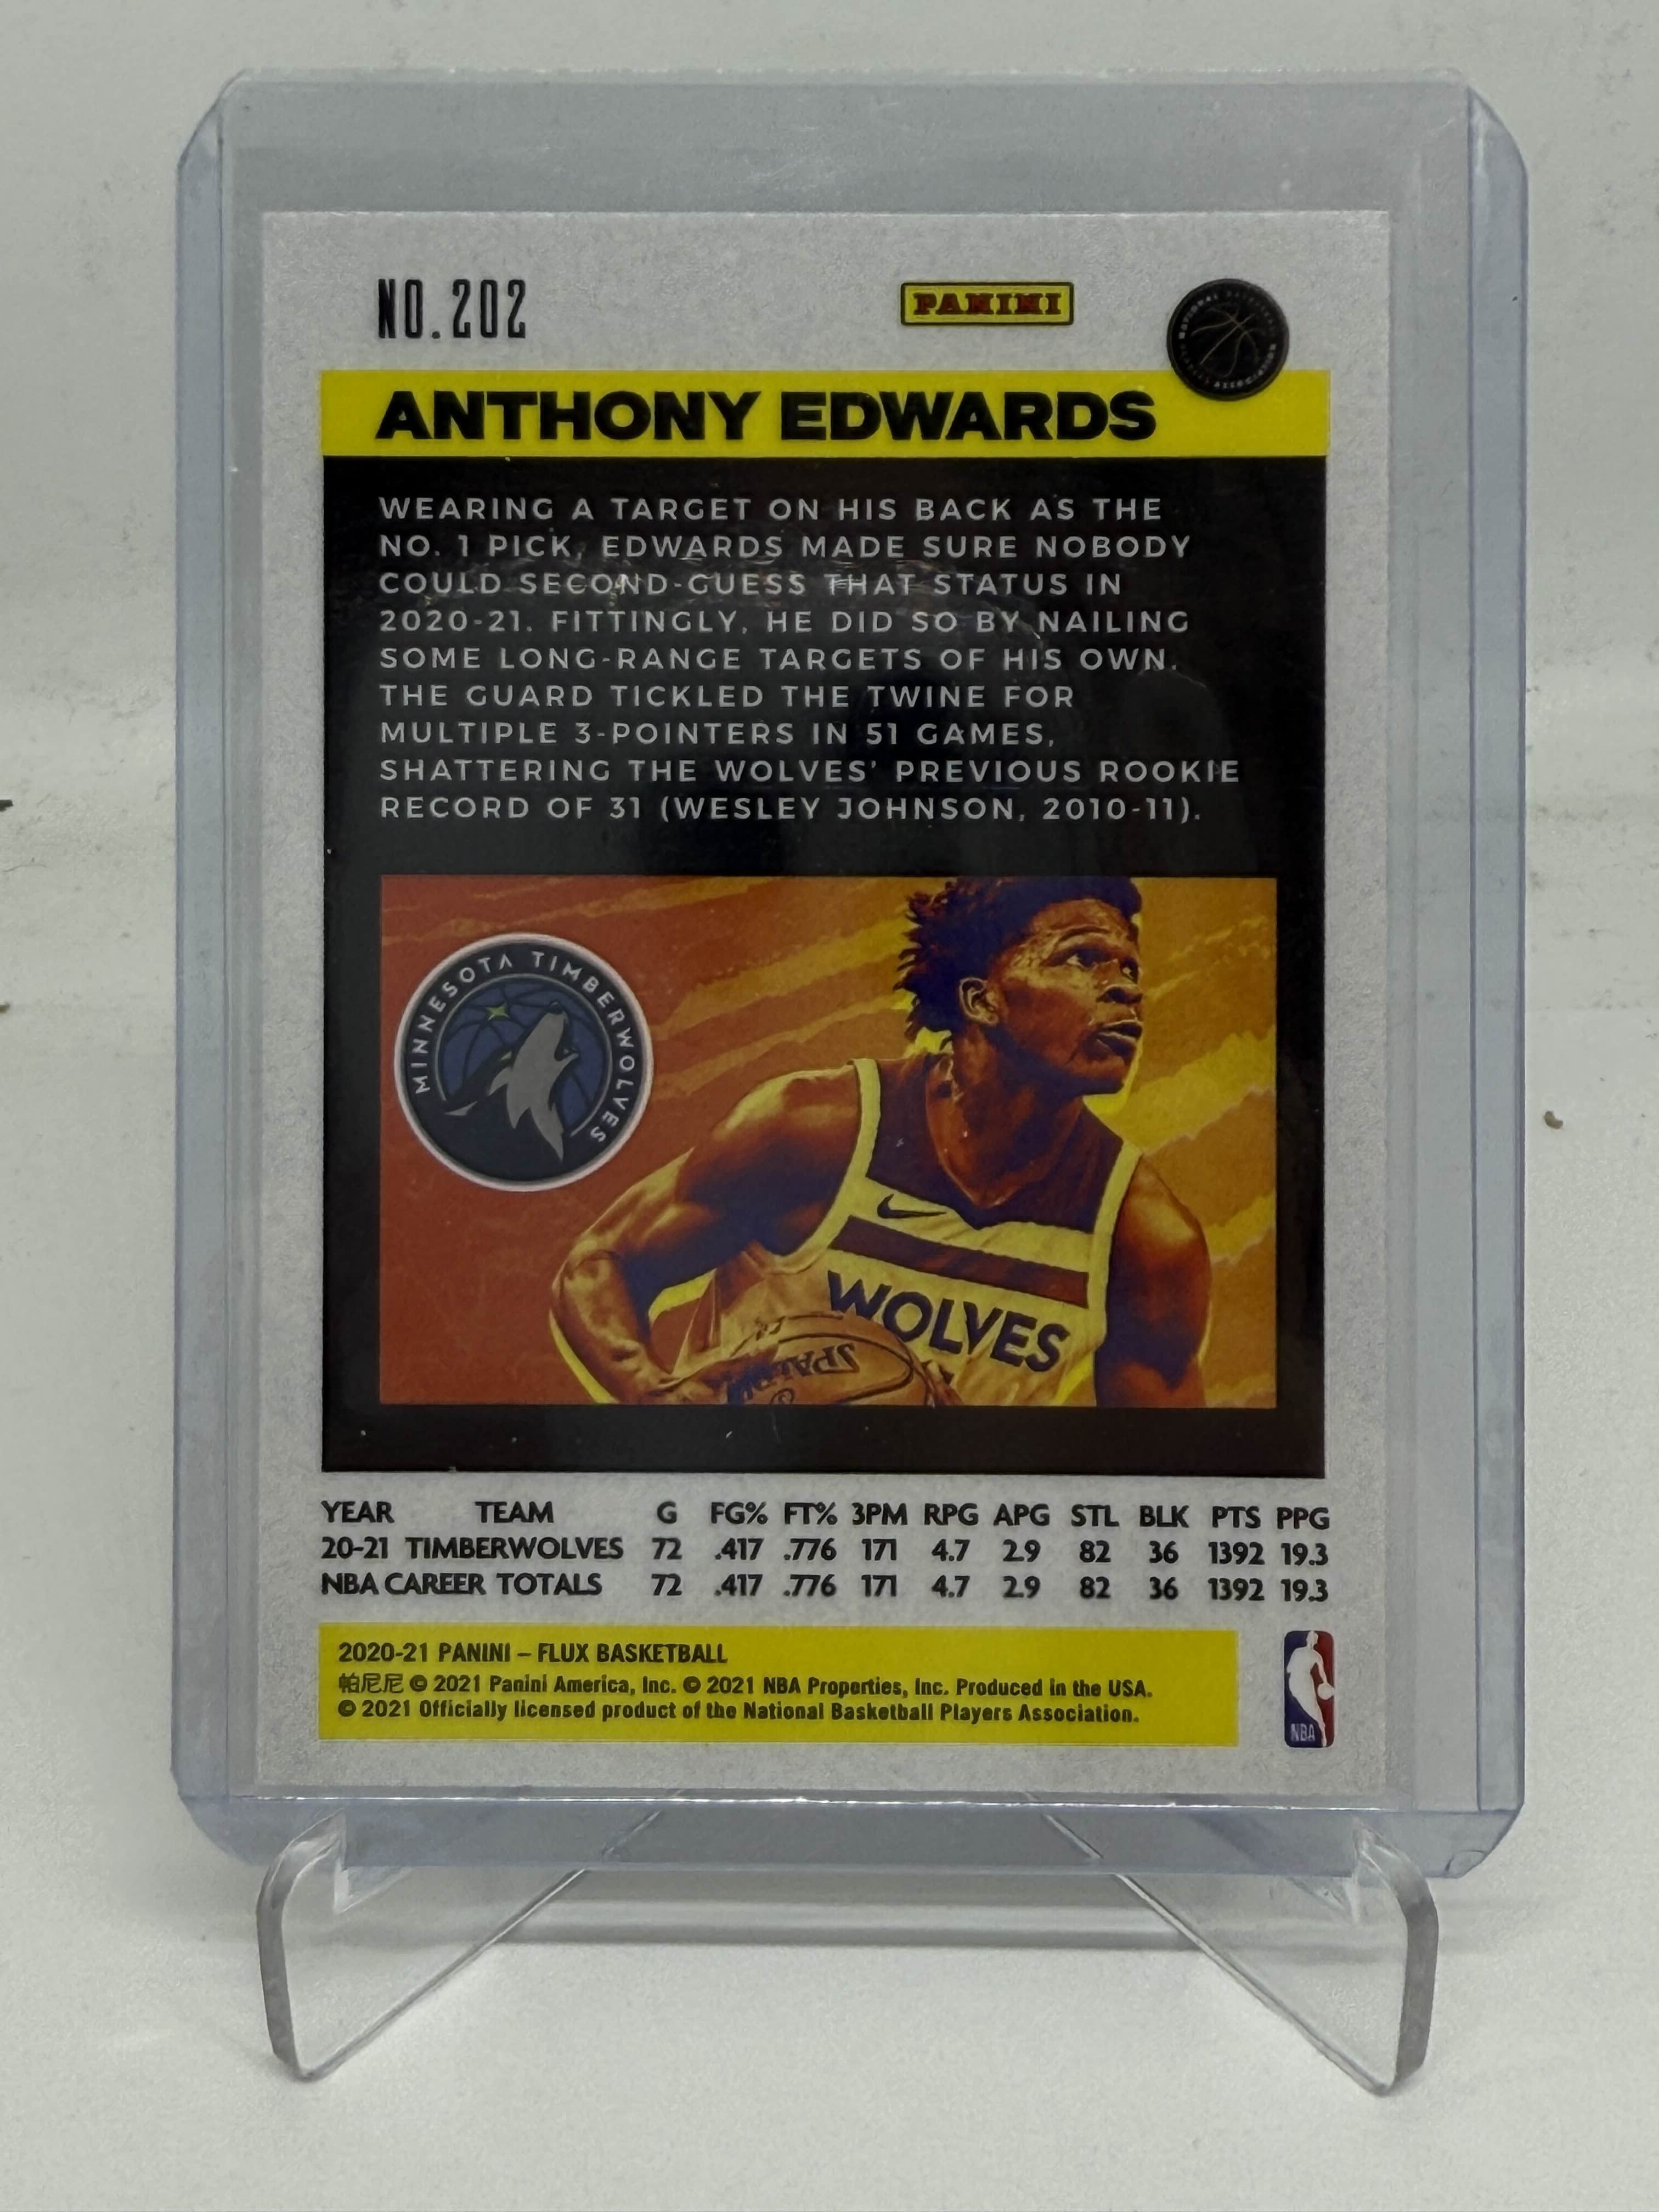 NO.202
PANINI
ANTHONY EDWARDS
WEARING A TARGET ON HIS BACK AS THE
NO. 1 PICK, EDWARDS MADE SURE NOBODY
COULD SECOND-GUESS THAT STATUS IN
2020-21. FITTINGLY, HE DID SO BY NAILING
SOME LONG-RANGE TARGETS OF HIS OWN.
THE GUARD TICKLED THE TWINE FOR
MULTIPLE 3-POINTERS IN 51 GAMES,
SHATTERING THE WOLVES' PREVIOUS ROOKIE
RECORD OF 31 (WESLEY JOHNSON, 2010-11).
MINNESOTA TIMBERWOLVES
WOLVES
SPALDING
YEAR TEAM G FG% FT% 3PM RPG APG STL BLK PTS PPG
20-21 TIMBERWOLVES 72 .417 .776 171 4.7 2.9 82 36 1392 19.3
NBA CAREER TOTALS 72 .417 .776 171 4.7 2.9 82 36 1392 19.3
2020-21 PANINI – FLUX BASKETBALL
帕尼尼 © 2021 Panini America, Inc. © 2021 NBA Properties, Inc. Produced in the USA.
© 2021 Officially licensed product of the National Basketball Players Association.
NBA